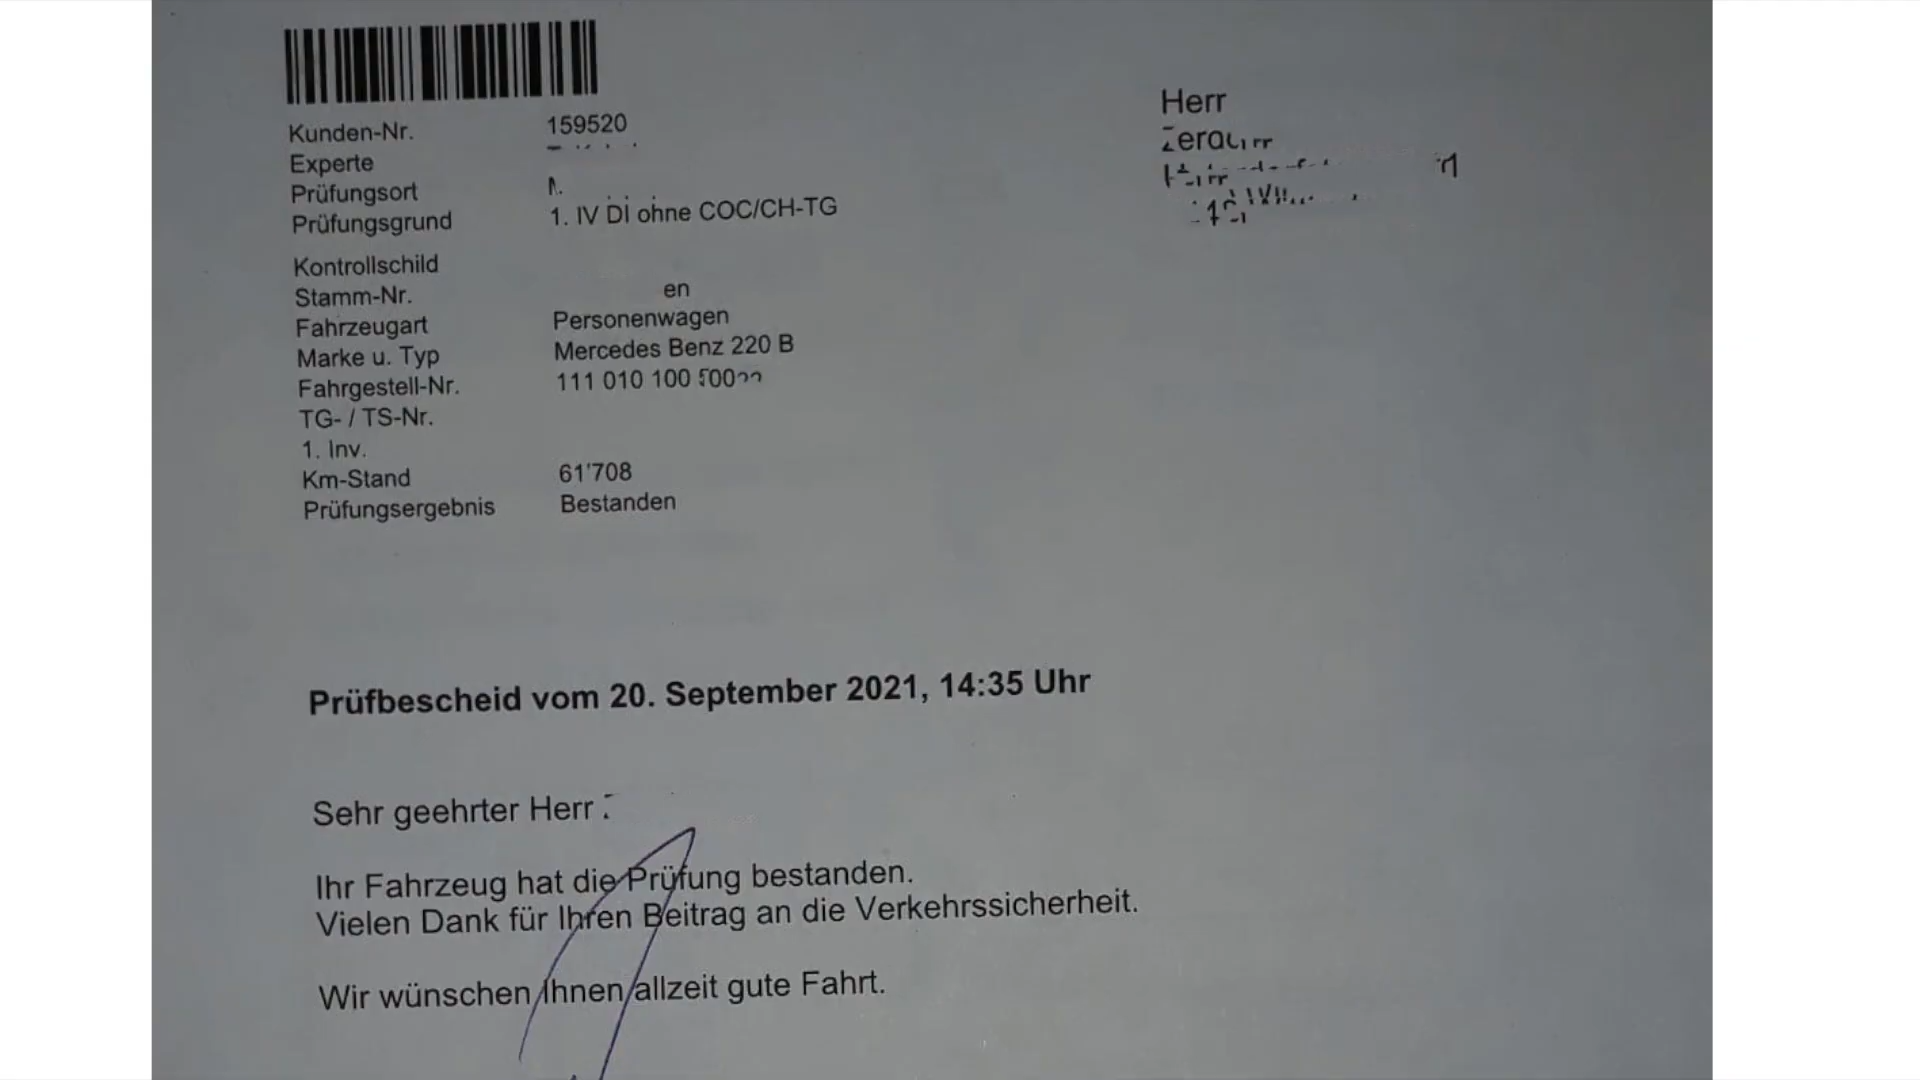 Kunden-Nr. 159520
Experte
Prüfungsort
Prüfungsgrund 1. IV DI ohne COC/CH-TG
Kontrollschild
Stamm-Nr. en
Fahrzeugart Personenwagen
Marke u. Typ Mercedes Benz 220 B
Fahrgestell-Nr. 111 010 100
TG- / TS-Nr.
1. Inv.
Km-Stand 61'708
Prüfungsergebnis Bestanden
Herr
Prüfbescheid vom 20. September 2021, 14:35 Uhr
Sehr geehrter Herr
Ihr Fahrzeug hat die Prüfung bestanden.
Vielen Dank für Ihren Beitrag an die Verkehrssicherheit.
Wir wünschen Ihnen allzeit gute Fahrt.